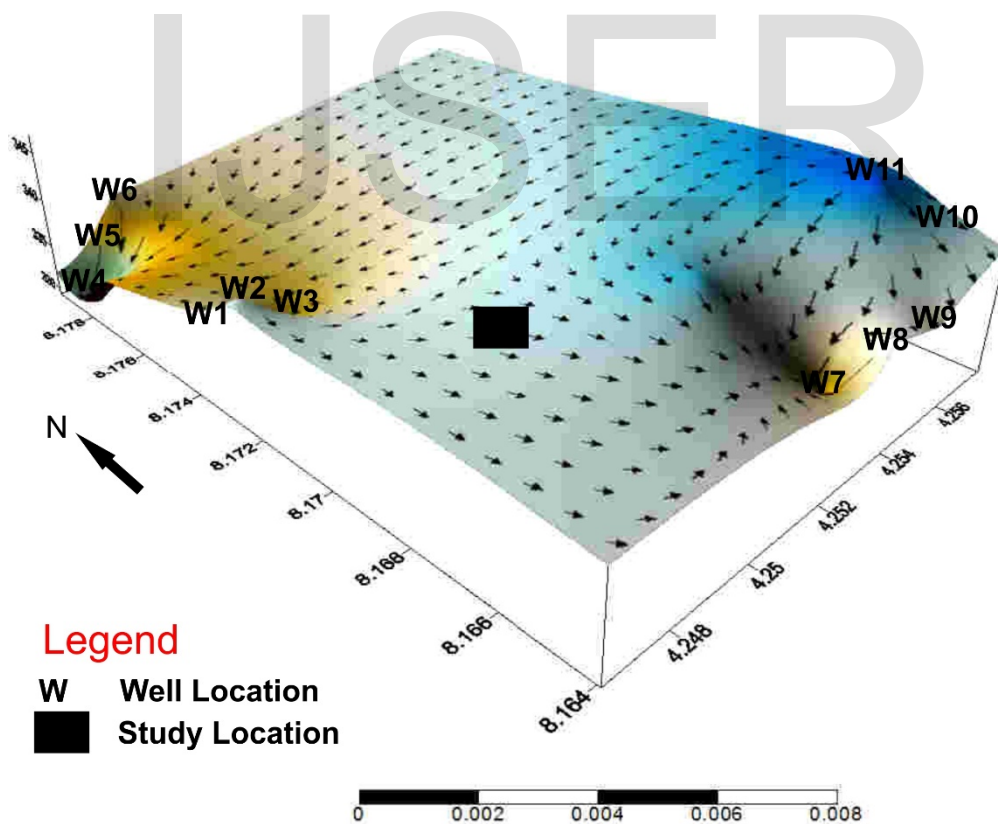 IJSER
W11
W6
W10
W5
W4
W2
W3
W1
W9
W8
W7
8.178
8.176
8.174
8.172
8.17
8.168
8.166
8.164
4.256
4.254
4.252
4.25
4.248
N
Legend
W Well Location
Study Location
0 0.002 0.004 0.006 0.008